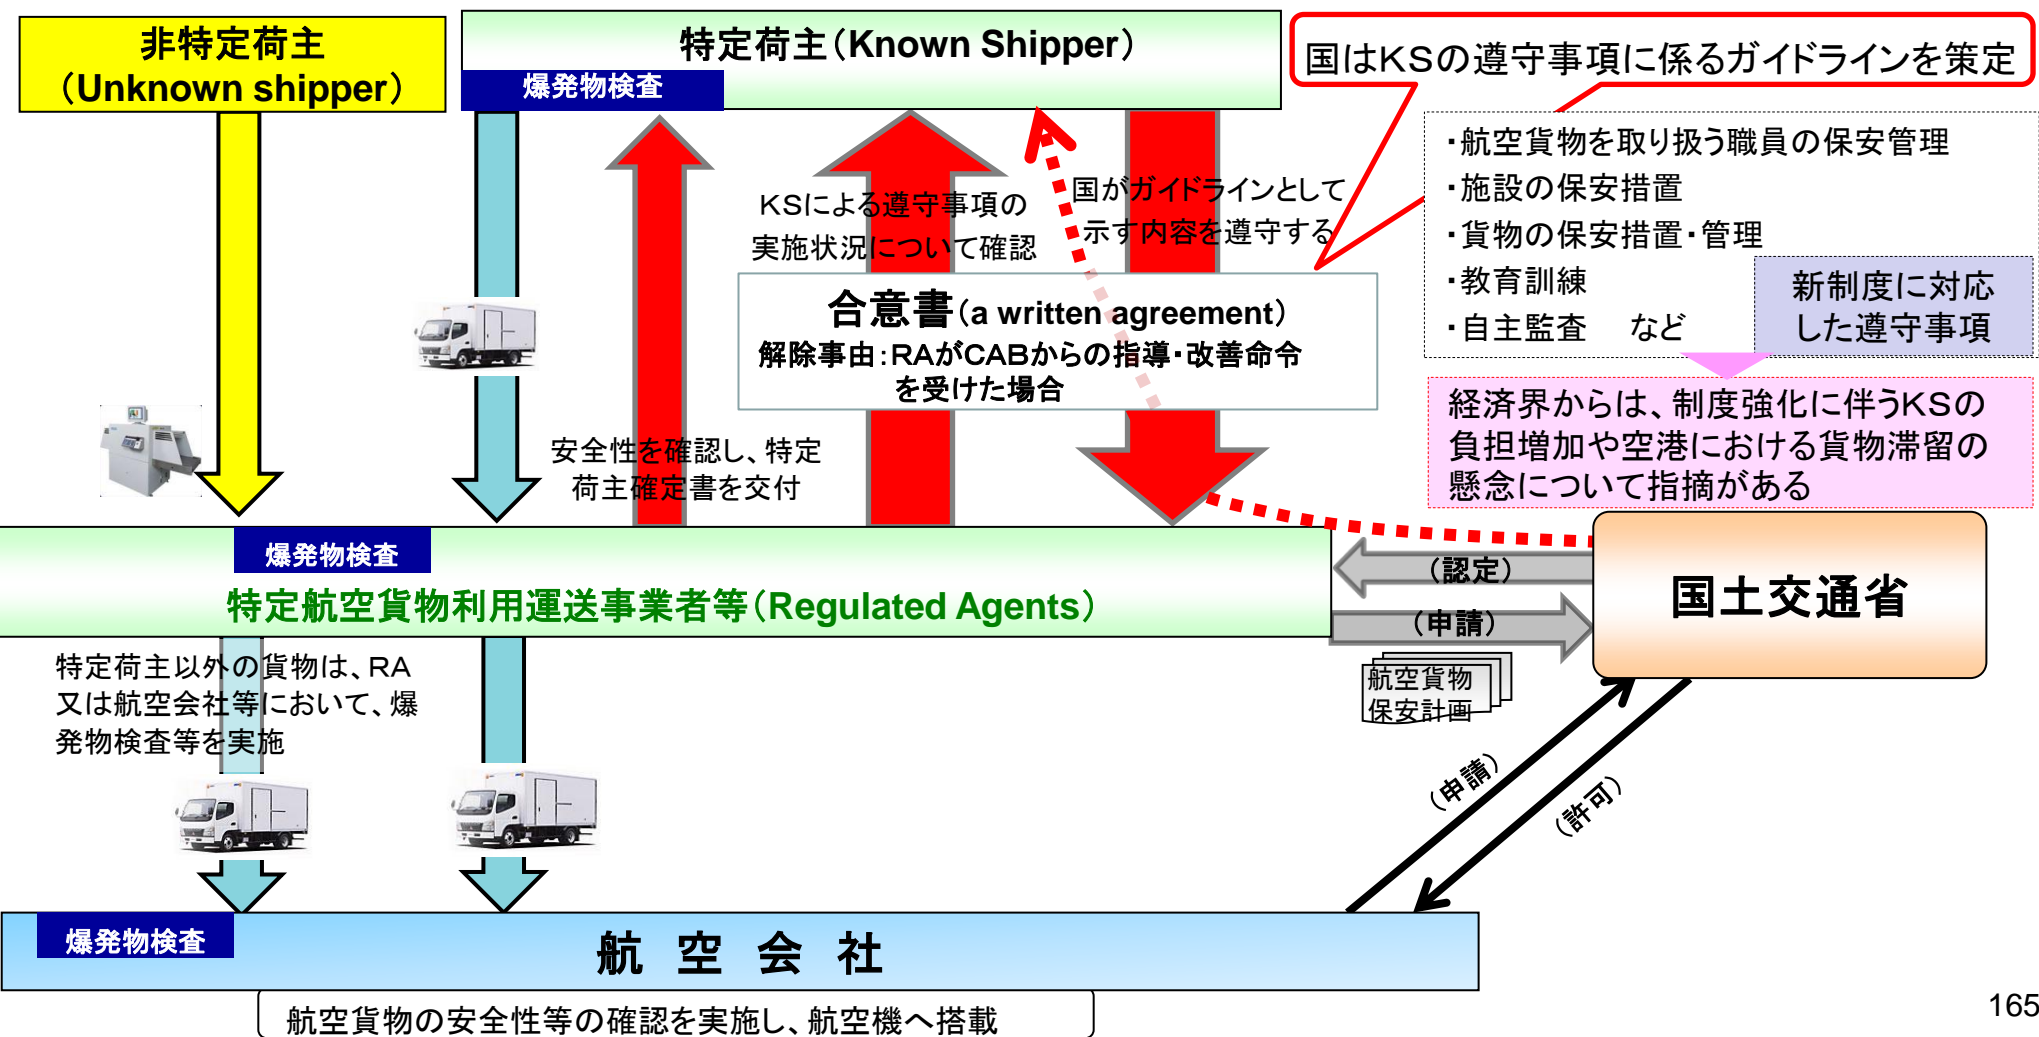 非特定荷主
（Unknown shipper）
特定荷主（Known Shipper）
爆発物検査
国はKSの遵守事項に係るガイドラインを策定
・航空貨物を取り扱う職員の保安管理
・施設の保安措置
・貨物の保安措置・管理
・教育訓練
・自主監査　など
新制度に対応
した遵守事項
KSによる遵守事項の
実施状況について確認
国がガイドラインとして
示す内容を遵守する
合意書（a written agreement）
解除事由：RAがCABからの指導・改善命令
を受けた場合
経済界からは、制度強化に伴うKSの
負担増加や空港における貨物滞留の
懸念について指摘がある
安全性を確認し、特定
荷主確定書を交付
爆発物検査
特定航空貨物利用運送事業者等（Regulated Agents）
（認定）
（申請）
国土交通省
航空貨物
保安計画
特定荷主以外の貨物は、RA
又は航空会社等において、爆
発物検査等を実施
（申請）
（許可）
爆発物検査
航　空　会　社
航空貨物の安全性等の確認を実施し、航空機へ搭載
165